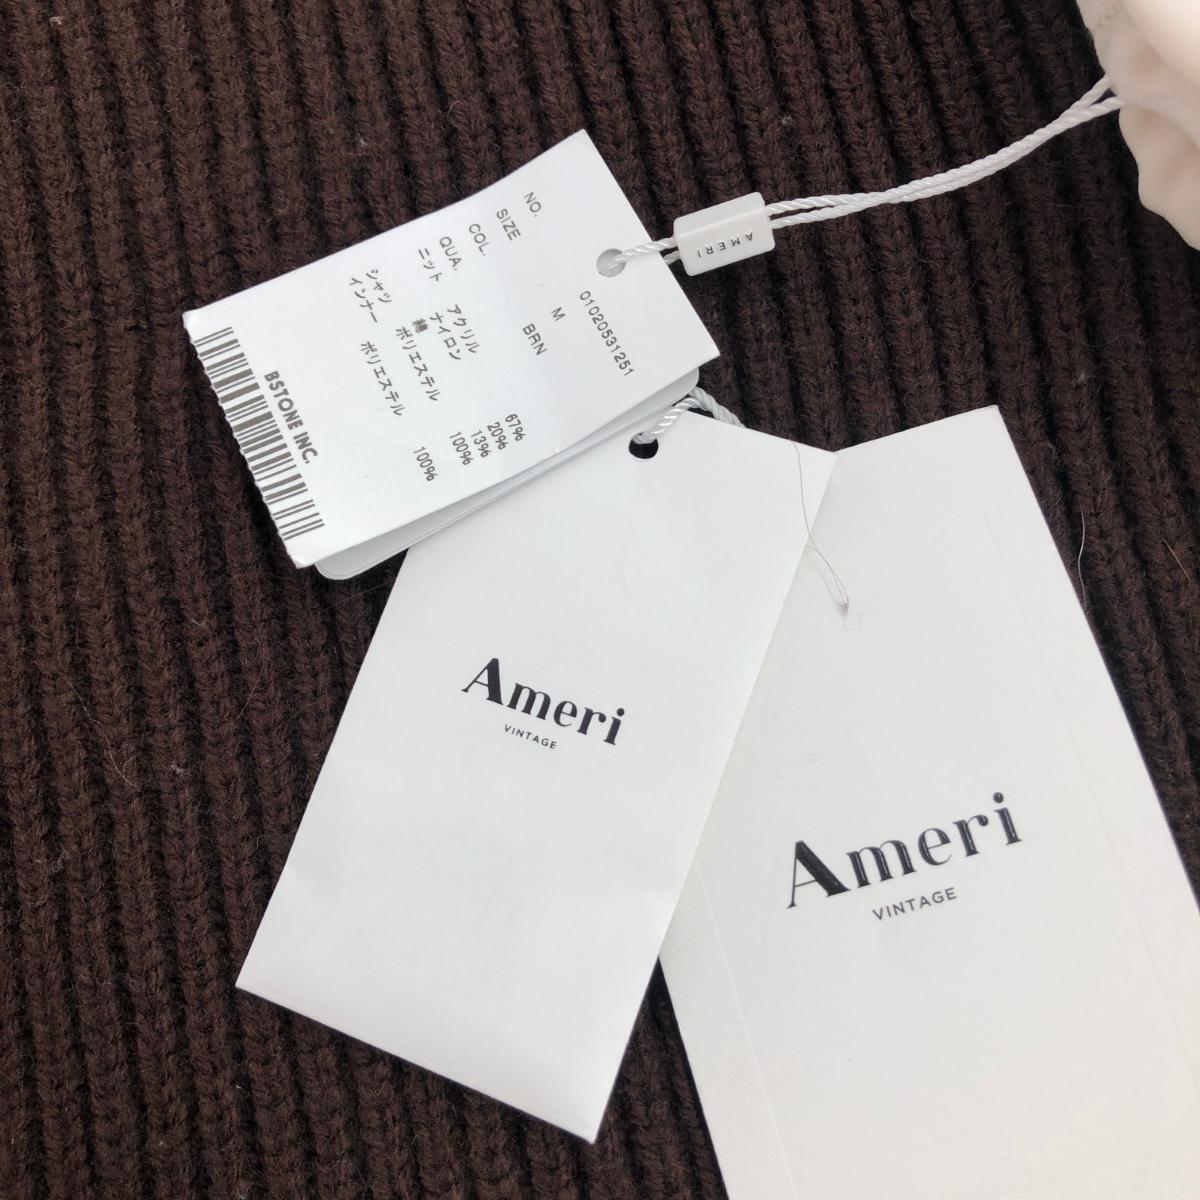 NO. 01020531251
SIZE M
COL. BRN
QUA.
ニット アクリル 67%
ナイロン 20%
綿 13%
シャツ ポリエステル 100%
インナー ポリエステル 100%
BSTONE INC.
AMERI
Ameri
VINTAGE
Ameri
VINTAGE